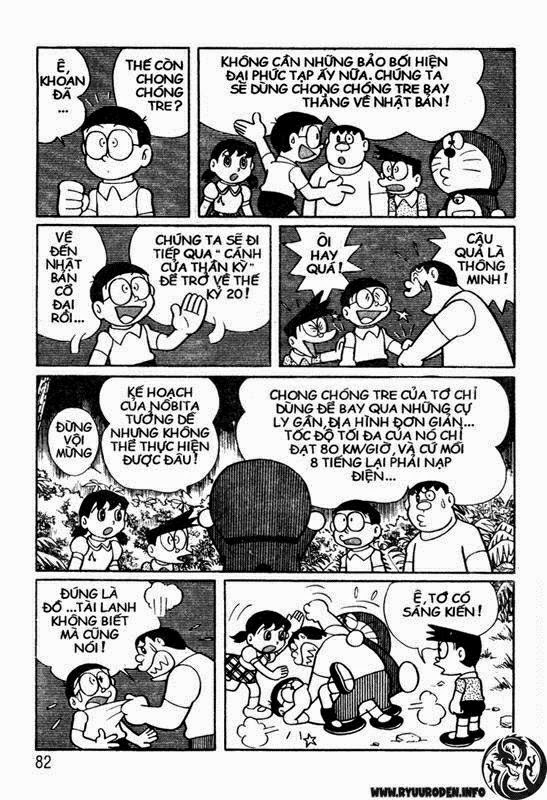 Ê,
KHOAN
ĐÃ
...
THẾ CÒN
CHONG
CHÓNG
TRE?
KHÔNG CẦN NHỮNG BẢO BỐI HIỆN
ĐẠI PHỨC TẠP ẤY NỮA. CHÚNG TA
SẼ DÙNG CHONG CHÓNG TRE BAY
THẲNG VỀ NHẬT BẢN!
VỀ
ĐẾN
NHẬT
BẢN
CỔ
ĐẠI
RỒI...
CHÚNG TA SẼ ĐI
TIẾP QUA "CÁNH
CỬA THẦN KỲ"
ĐỂ TRỞ VỀ THẾ
KỶ 20!
ÔI
HAY
QUÁ!
CẬU
QUẢ LÀ
THÔNG
MINH!
ĐỪNG
VỘI
MỪNG
KẾ HOẠCH
CỦA NÔBITA
TƯỞNG DỄ
NHƯNG KHÔNG
THỂ THỰC HIỆN
ĐƯỢC ĐÂU!
CHONG CHÓNG TRE CỦA TỚ CHỈ
DÙNG ĐỂ BAY QUA NHỮNG CỰ
LY GẦN, ĐỊA HÌNH ĐƠN GIẢN...
TỐC ĐỘ TỐI ĐA CỦA NÓ CHỈ
ĐẠT 80 KM/GIỜ, VÀ CỨ MỖI
8 TIẾNG LẠI PHẢI NẠP
ĐIỆN...
ĐÚNG LÀ
ĐỒ...TÀI LANH
KHÔNG BIẾT
MÀ CŨNG
NÓI!
Ê, TỚ CÓ
SÁNG KIẾN!
82
WWW.RYUURODEN.INFO